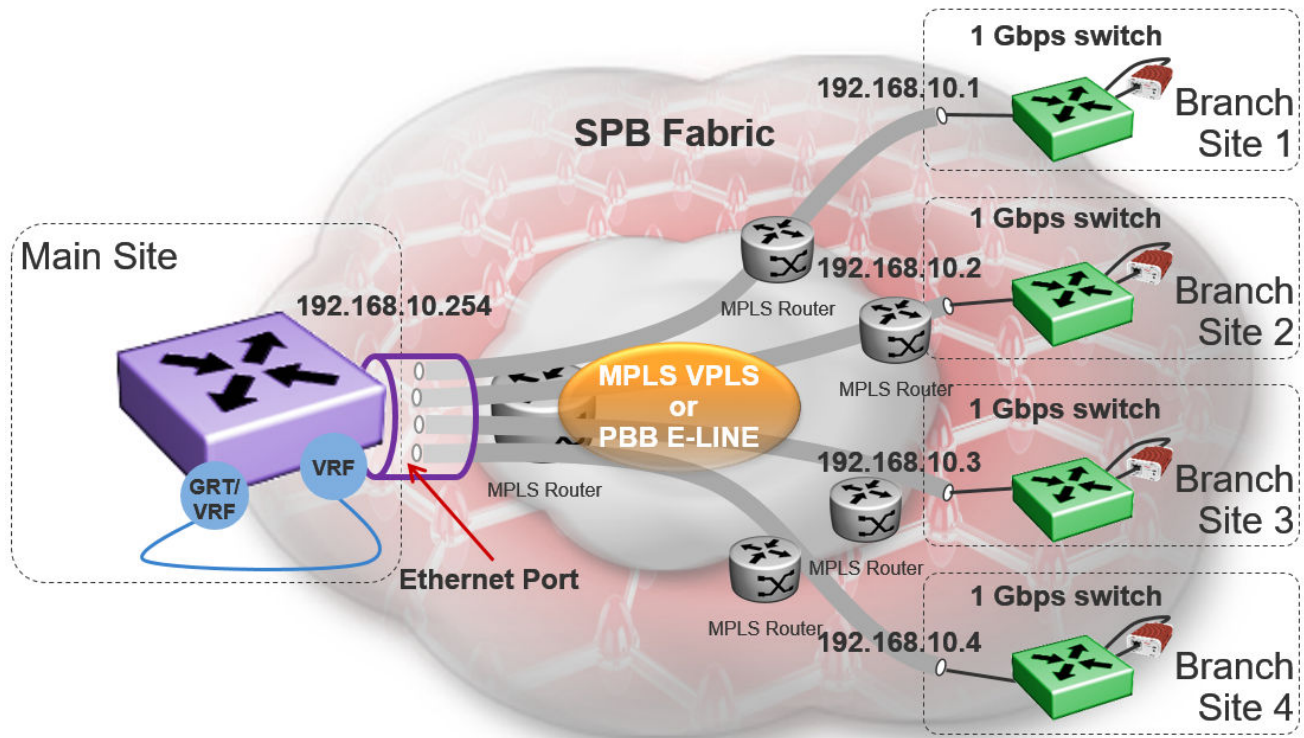 1 Gbps switch
192.168.10.1
Branch
Site 1
SPB Fabric
1 Gbps switch
Main Site
192.168.10.2
Branch
Site 2
MPLS Router
192.168.10.254
MPLS Router
MPLS VPLS
or
PBB E-LINE
1 Gbps switch
192.168.10.3
Branch
Site 3
VRF
GRT/
VRF
MPLS Router
Ethernet Port
MPLS Router
1 Gbps switch
MPLS Router
192.168.10.4
Branch
Site 4